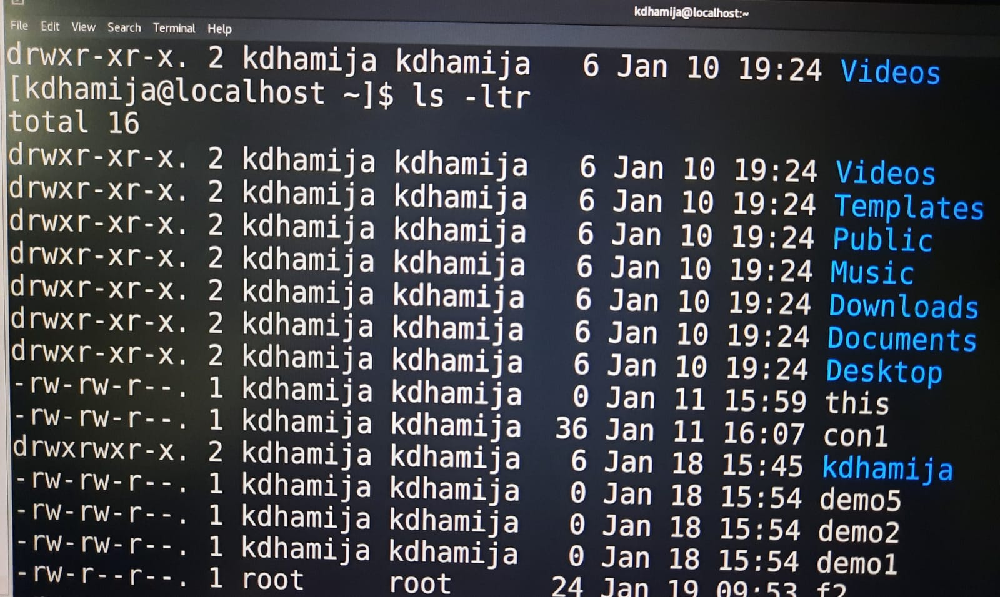 kdhamija@localhost:~
File Edit View Search Terminal Help
drwxr-xr-x. 2 kdhamija kdhamija 6 Jan 10 19:24 Videos
[kdhamija@localhost ~]$ ls -ltr
total 16
drwxr-xr-x. 2 kdhamija kdhamija 6 Jan 10 19:24 Videos
drwxr-xr-x. 2 kdhamija kdhamija 6 Jan 10 19:24 Templates
drwxr-xr-x. 2 kdhamija kdhamija 6 Jan 10 19:24 Public
drwxr-xr-x. 2 kdhamija kdhamija 6 Jan 10 19:24 Music
drwxr-xr-x. 2 kdhamija kdhamija 6 Jan 10 19:24 Downloads
drwxr-xr-x. 2 kdhamija kdhamija 6 Jan 10 19:24 Documents
drwxr-xr-x. 2 kdhamija kdhamija 6 Jan 10 19:24 Desktop
-rw-rw-r--. 1 kdhamija kdhamija 0 Jan 11 15:59 this
-rw-rw-r--. 1 kdhamija kdhamija 36 Jan 11 16:07 con1
drwxrwxr-x. 2 kdhamija kdhamija 6 Jan 18 15:45 kdhamija
-rw-rw-r--. 1 kdhamija kdhamija 0 Jan 18 15:54 demo5
-rw-rw-r--. 1 kdhamija kdhamija 0 Jan 18 15:54 demo2
-rw-rw-r--. 1 kdhamija kdhamija 0 Jan 18 15:54 demo1
-rw-r--r--. 1 root root 24 Jan 19 09:53 f2